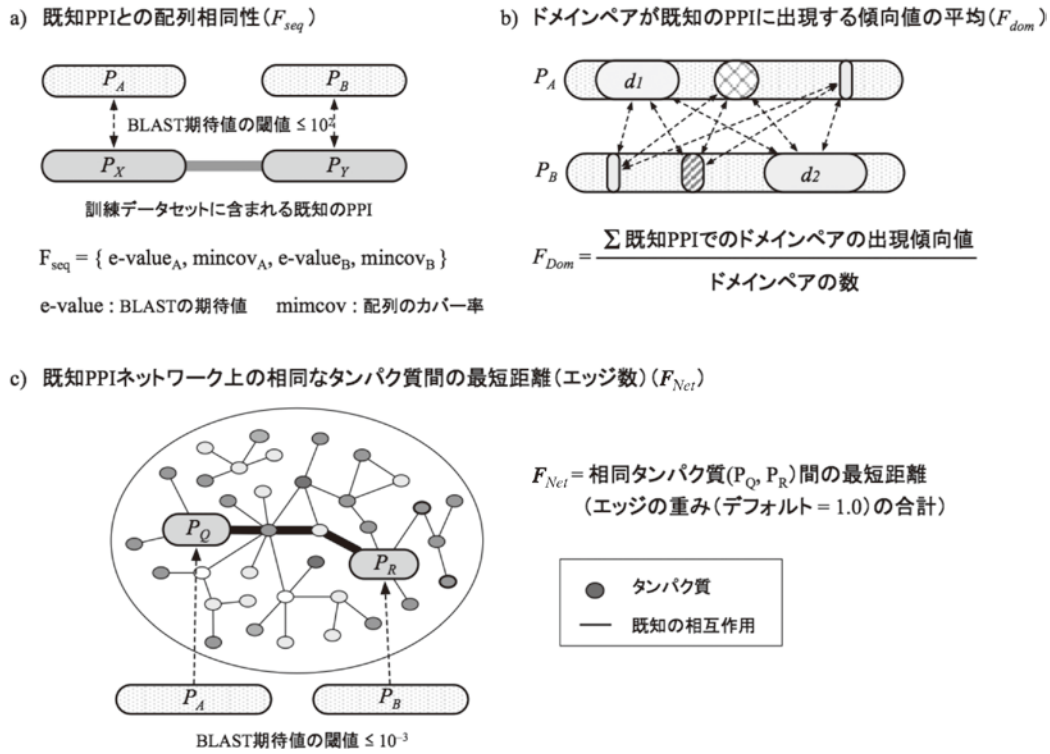 a) 既知PPIとの配列相同性(F_seq)
P_A
P_B
BLAST期待値の閾値 ≤ 10
P_X
P_Y
訓練データセットに含まれる既知のPPI
F_seq = { e-value_A, mincov_A, e-value_B, mincov_B }
e-value : BLASTの期待値 mimcov : 配列のカバー率
b) ドメインペアが既知のPPIに出現する傾向値の平均(F_dom)
P_A
d1
P_B
d2
F_Dom = ∑ 既知PPIでのドメインペアの出現傾向値
ドメインペアの数
c) 既知PPIネットワーク上の相同なタンパク質間の最短距離(エッジ数)(F_Net)
P_Q
P_R
P_A
P_B
BLAST期待値の閾値 ≤ 10⁻³
F_Net = 相同タンパク質(P_Q, P_R)間の最短距離
(エッジの重み(デフォルト = 1.0)の合計)
タンパク質
既知の相互作用